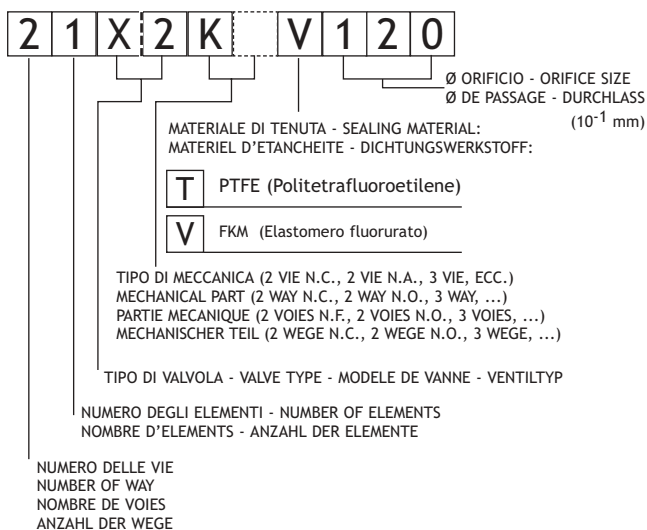 2 1 X 2 K V 1 2 0
Ø ORIFICIO - ORIFICE SIZE
Ø DE PASSAGE - DURCHLASS
(10-1 mm)
MATERIALE DI TENUTA - SEALING MATERIAL:
MATERIEL D'ETANCHEITE - DICHTUNGSWERKSTOFF:
T PTFE (Politetrafluoroetilene)
V FKM (Elastomero fluorurato)
TIPO DI MECCANICA (2 VIE N.C., 2 VIE N.A., 3 VIE, ECC.)
MECHANICAL PART (2 WAY N.C., 2 WAY N.O., 3 WAY, ...)
PARTIE MECANIQUE (2 VOIES N.F., 2 VOIES N.O., 3 VOIES, ...)
MECHANISCHER TEIL (2 WEGE N.C., 2 WEGE N.O., 3 WEGE, ...)
TIPO DI VALVOLA - VALVE TYPE - MODELE DE VANNE - VENTILTYP
NUMERO DEGLI ELEMENTI - NUMBER OF ELEMENTS
NOMBRE D'ELEMENTS - ANZAHL DER ELEMENTE
NUMERO DELLE VIE
NUMBER OF WAY
NOMBRE DE VOIES
ANZAHL DER WEGE